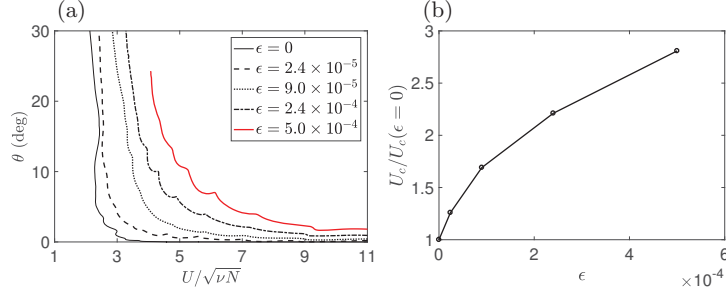 (a)
30
20
10
0
θ (deg)
1
3
5
7
9
11
U/√νN
ϵ = 0
ϵ = 2.4 × 10⁻⁵
ϵ = 9.0 × 10⁻⁵
ϵ = 2.4 × 10⁻⁴
ϵ = 5.0 × 10⁻⁴
(b)
3
2.5
2
1.5
1
U_c/U_c(ϵ = 0)
0
2
4
6
ϵ
×10⁻⁴